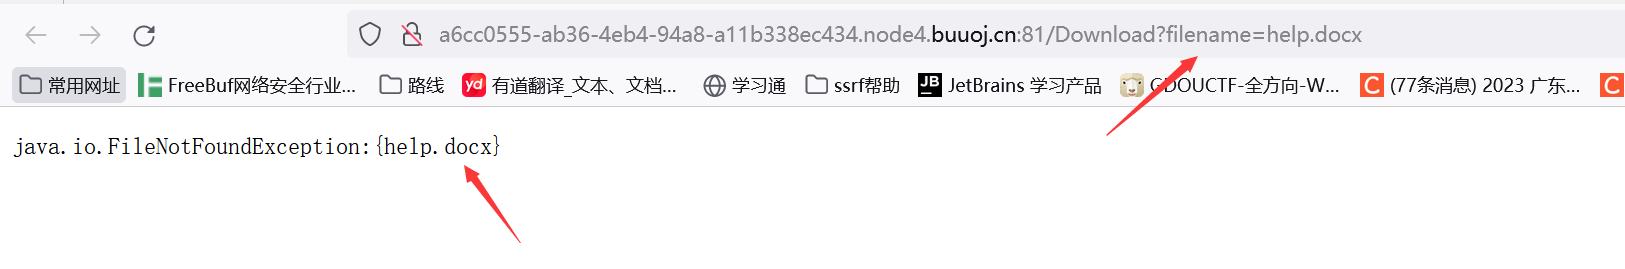 a6cc0555-ab36-4eb4-94a8-a11b338ec434.node4.buuoj.cn:81/Download?filename=help.docx
常用网址 FreeBuf网络安全行业... 路线 yd 有道翻译_文本、文档... 学习通 ssrf帮助 JB JetBrains 学习产品 GDOUCTF-全方向-W... C (77条消息) 2023 广东... C
java.io.FileNotFoundException:{help.docx}